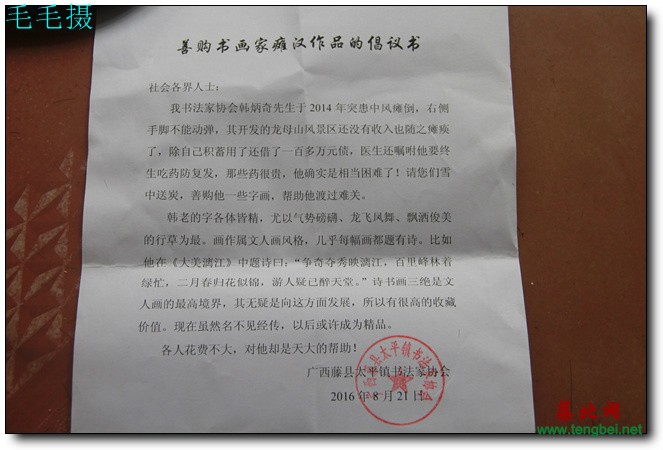 毛毛摄
善购书画家瘫汉作品的倡议书
社会各界人士：
我书法家协会韩炳奇先生于 2014 年突患中风瘫倒，右侧
手脚不能动弹，其开发的龙母山风景区还没有收入也随之瘫痪
了，除自己积蓄用了还借了一百多万元债，医生还嘱咐他要终
生吃药防复发，那些药很贵，他确实是相当困难了！请您们雪
中送炭，善购他一些字画，帮助他渡过难关。
韩老的字各体皆精，尤以气势磅礴、龙飞凤舞、飘洒俊美
的行草为最。画作属文人画风格，几乎每幅画都题有诗。比如
他在《大美漓江》中题诗曰：“争奇夺秀映漓江，百里峰林着
绿忙，二月春归花似锦，游人疑已醉天堂。”诗书画三绝是文
人画的最高境界，其无疑是向这方面发展，所以有很高的收藏
价值。现在虽然名不见经传，以后或许成为精品。
各人花费不大，对他却是天大的帮助！
广西藤县太平镇书法家协会
2016 年 8 月 21 日
藤县太平镇书法
藤北网
www.tengbei.net